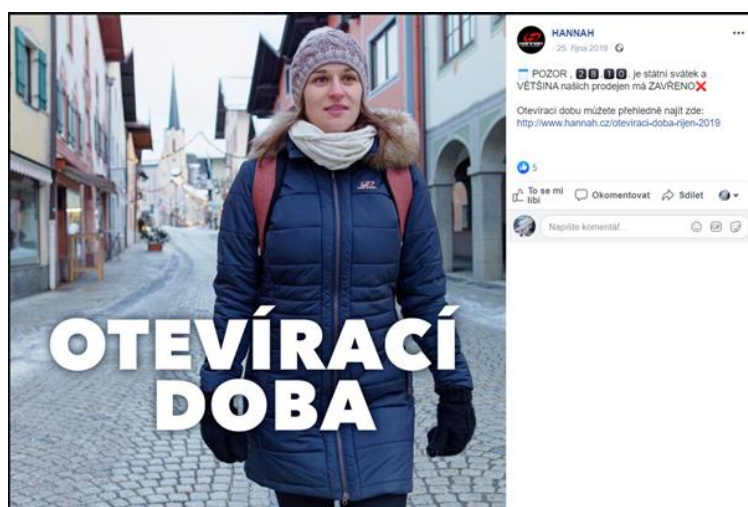 OTEVÍRACÍ
DOBA
HANNAH
HANNAH
25. října 2019
POZOR , 28.10. je státní svátek a
VĚTŠINA našich prodejen má ZAVŘENO❌
Otevírací dobu můžete přehledně najít zde:
http://www.hannah.cz/oteviraci-doba-rijen-2019
5
To se mi líbí
Okomentovat
Sdílet
Napište komentář...
GIF